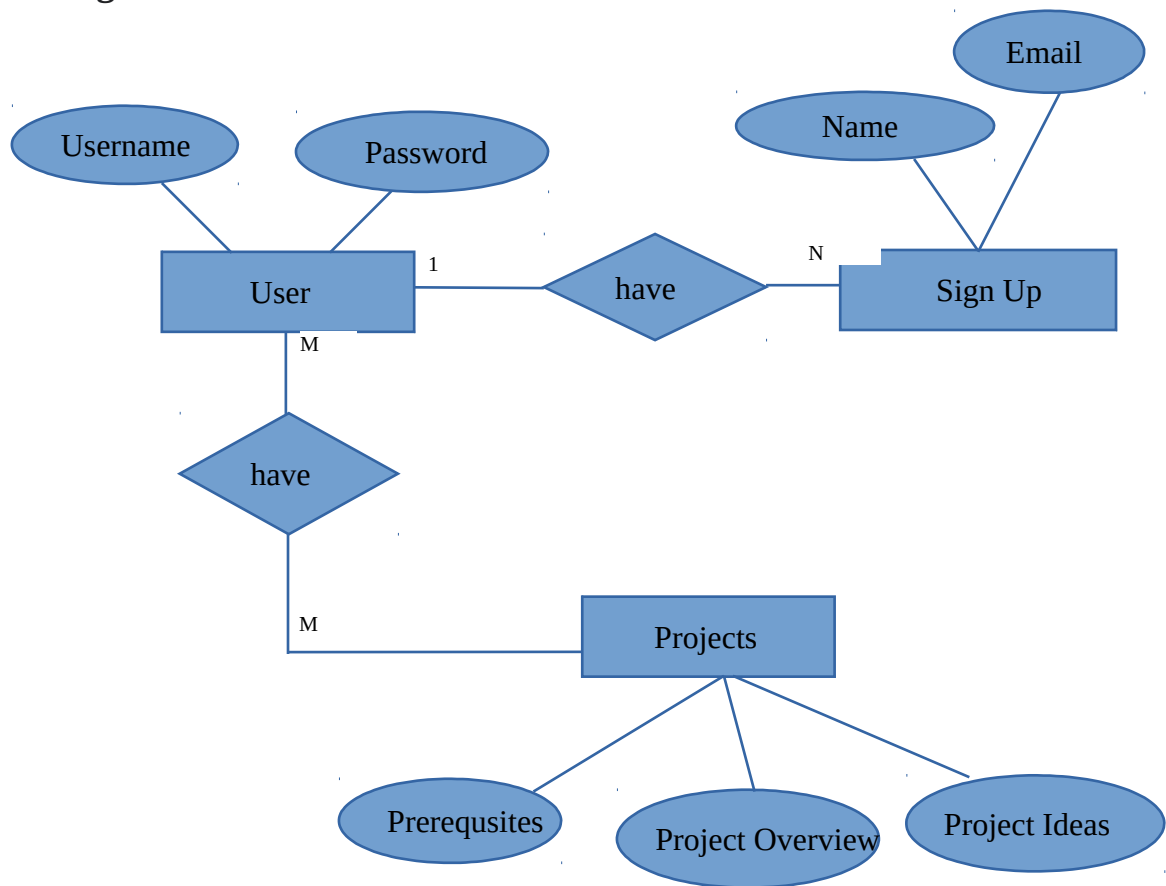 Email
Name
Username
Password
1
N
User
have
Sign Up
M
have
M
Projects
Prerequsites
Project Overview
Project Ideas